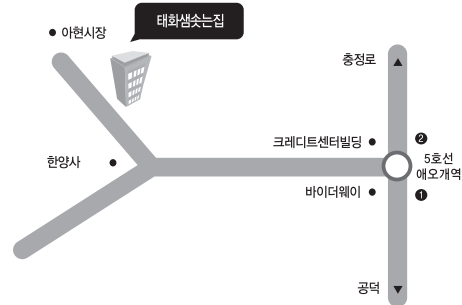 태화샘솟는집
아현시장
충정로
크레디트센터빌딩
❷
5호선
애오개역
한양사
바이더웨이
❶
공덕